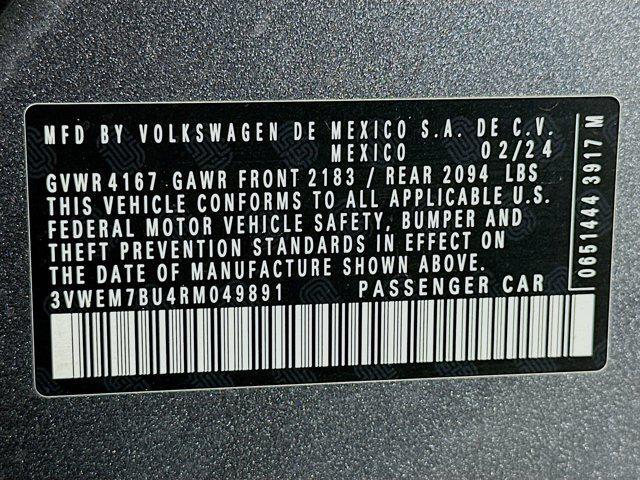 MFD BY VOLKSWAGEN DE MEXICO S.A. DE C.V.
MEXICO 02/24
GVWR 4167 GAWR FRONT 2183 / REAR 2094 LBS
THIS VEHICLE CONFORMS TO ALL APPLICABLE U.S.
FEDERAL MOTOR VEHICLE SAFETY, BUMPER AND
THEFT PREVENTION STANDARDS IN EFFECT ON
THE DATE OF MANUFACTURE SHOWN ABOVE.
3VWEM7BU4RM049891 PASSENGER CAR
0651444 3917 M